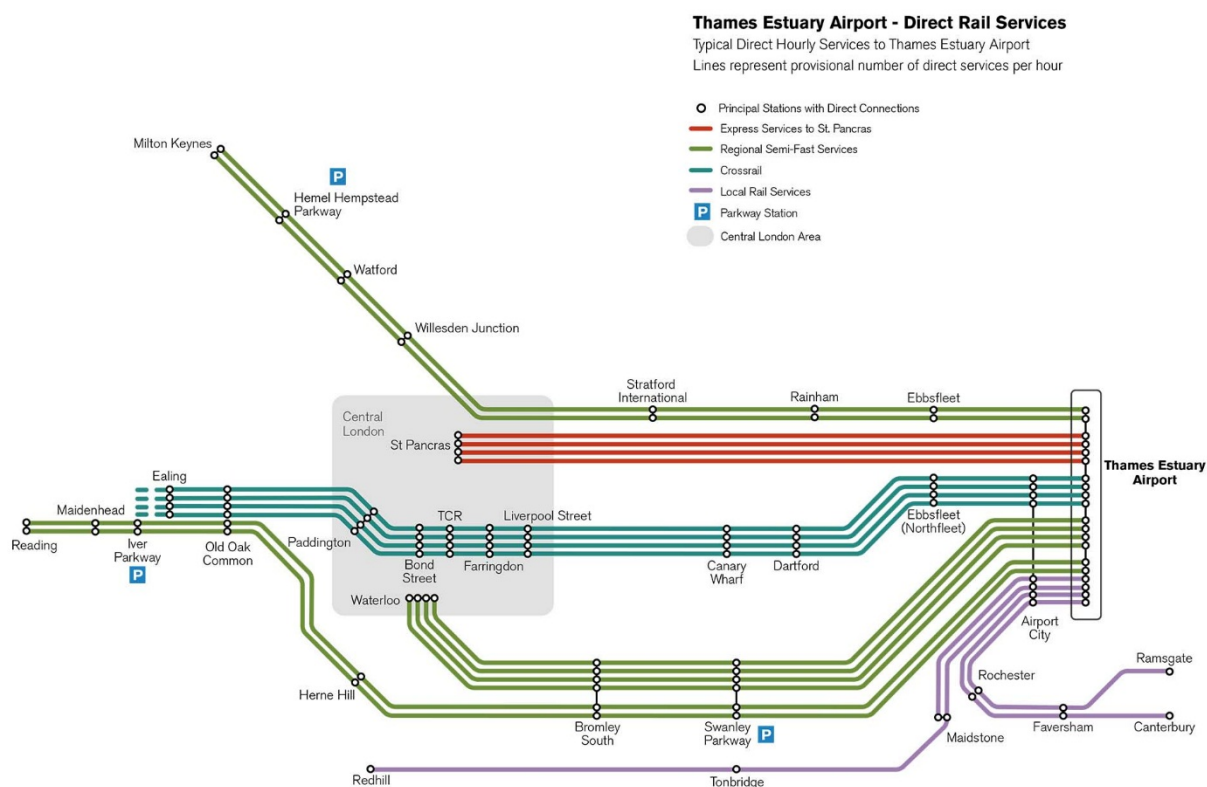 Thames Estuary Airport - Direct Rail Services
Typical Direct Hourly Services to Thames Estuary Airport
Lines represent provisional number of direct services per hour
Principal Stations with Direct Connections
Express Services to St. Pancras
Regional Semi-Fast Services
Crossrail
Local Rail Services
P Parkway Station
Central London Area
Milton Keynes
P
Hemel Hempstead
Parkway
Watford
Willesden Junction
Stratford
International
Rainham
Ebbsfleet
Central
London
St Pancras
Thames Estuary
Airport
Ealing
Maidenhead
Reading
Iver
Parkway
P
Old Oak
Common
Paddington
TCR
Liverpool Street
Bond
Street
Farringdon
Canary
Wharf
Dartford
Ebbsfleet
(Northfleet)
Waterloo
Airport
City
Herne Hill
Bromley
South
Swanley
Parkway
P
Rochester
Ramsgate
Maidstone
Faversham
Canterbury
Redhill
Tonbridge